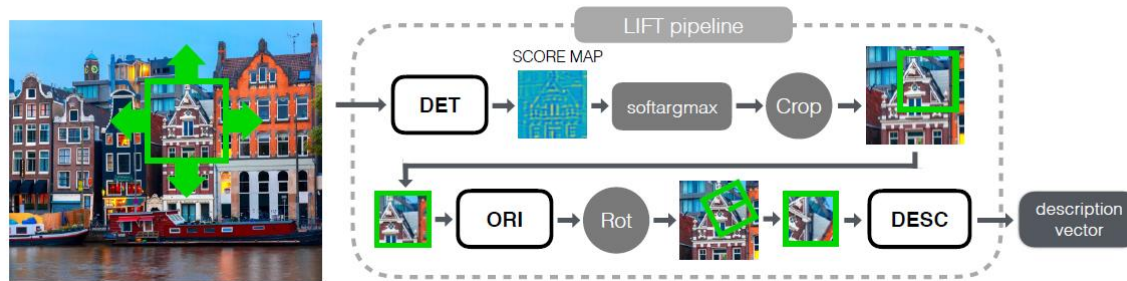 LIFT pipeline
SCORE MAP
DET
softargmax
Crop
ORI
Rot
DESC
description
vector